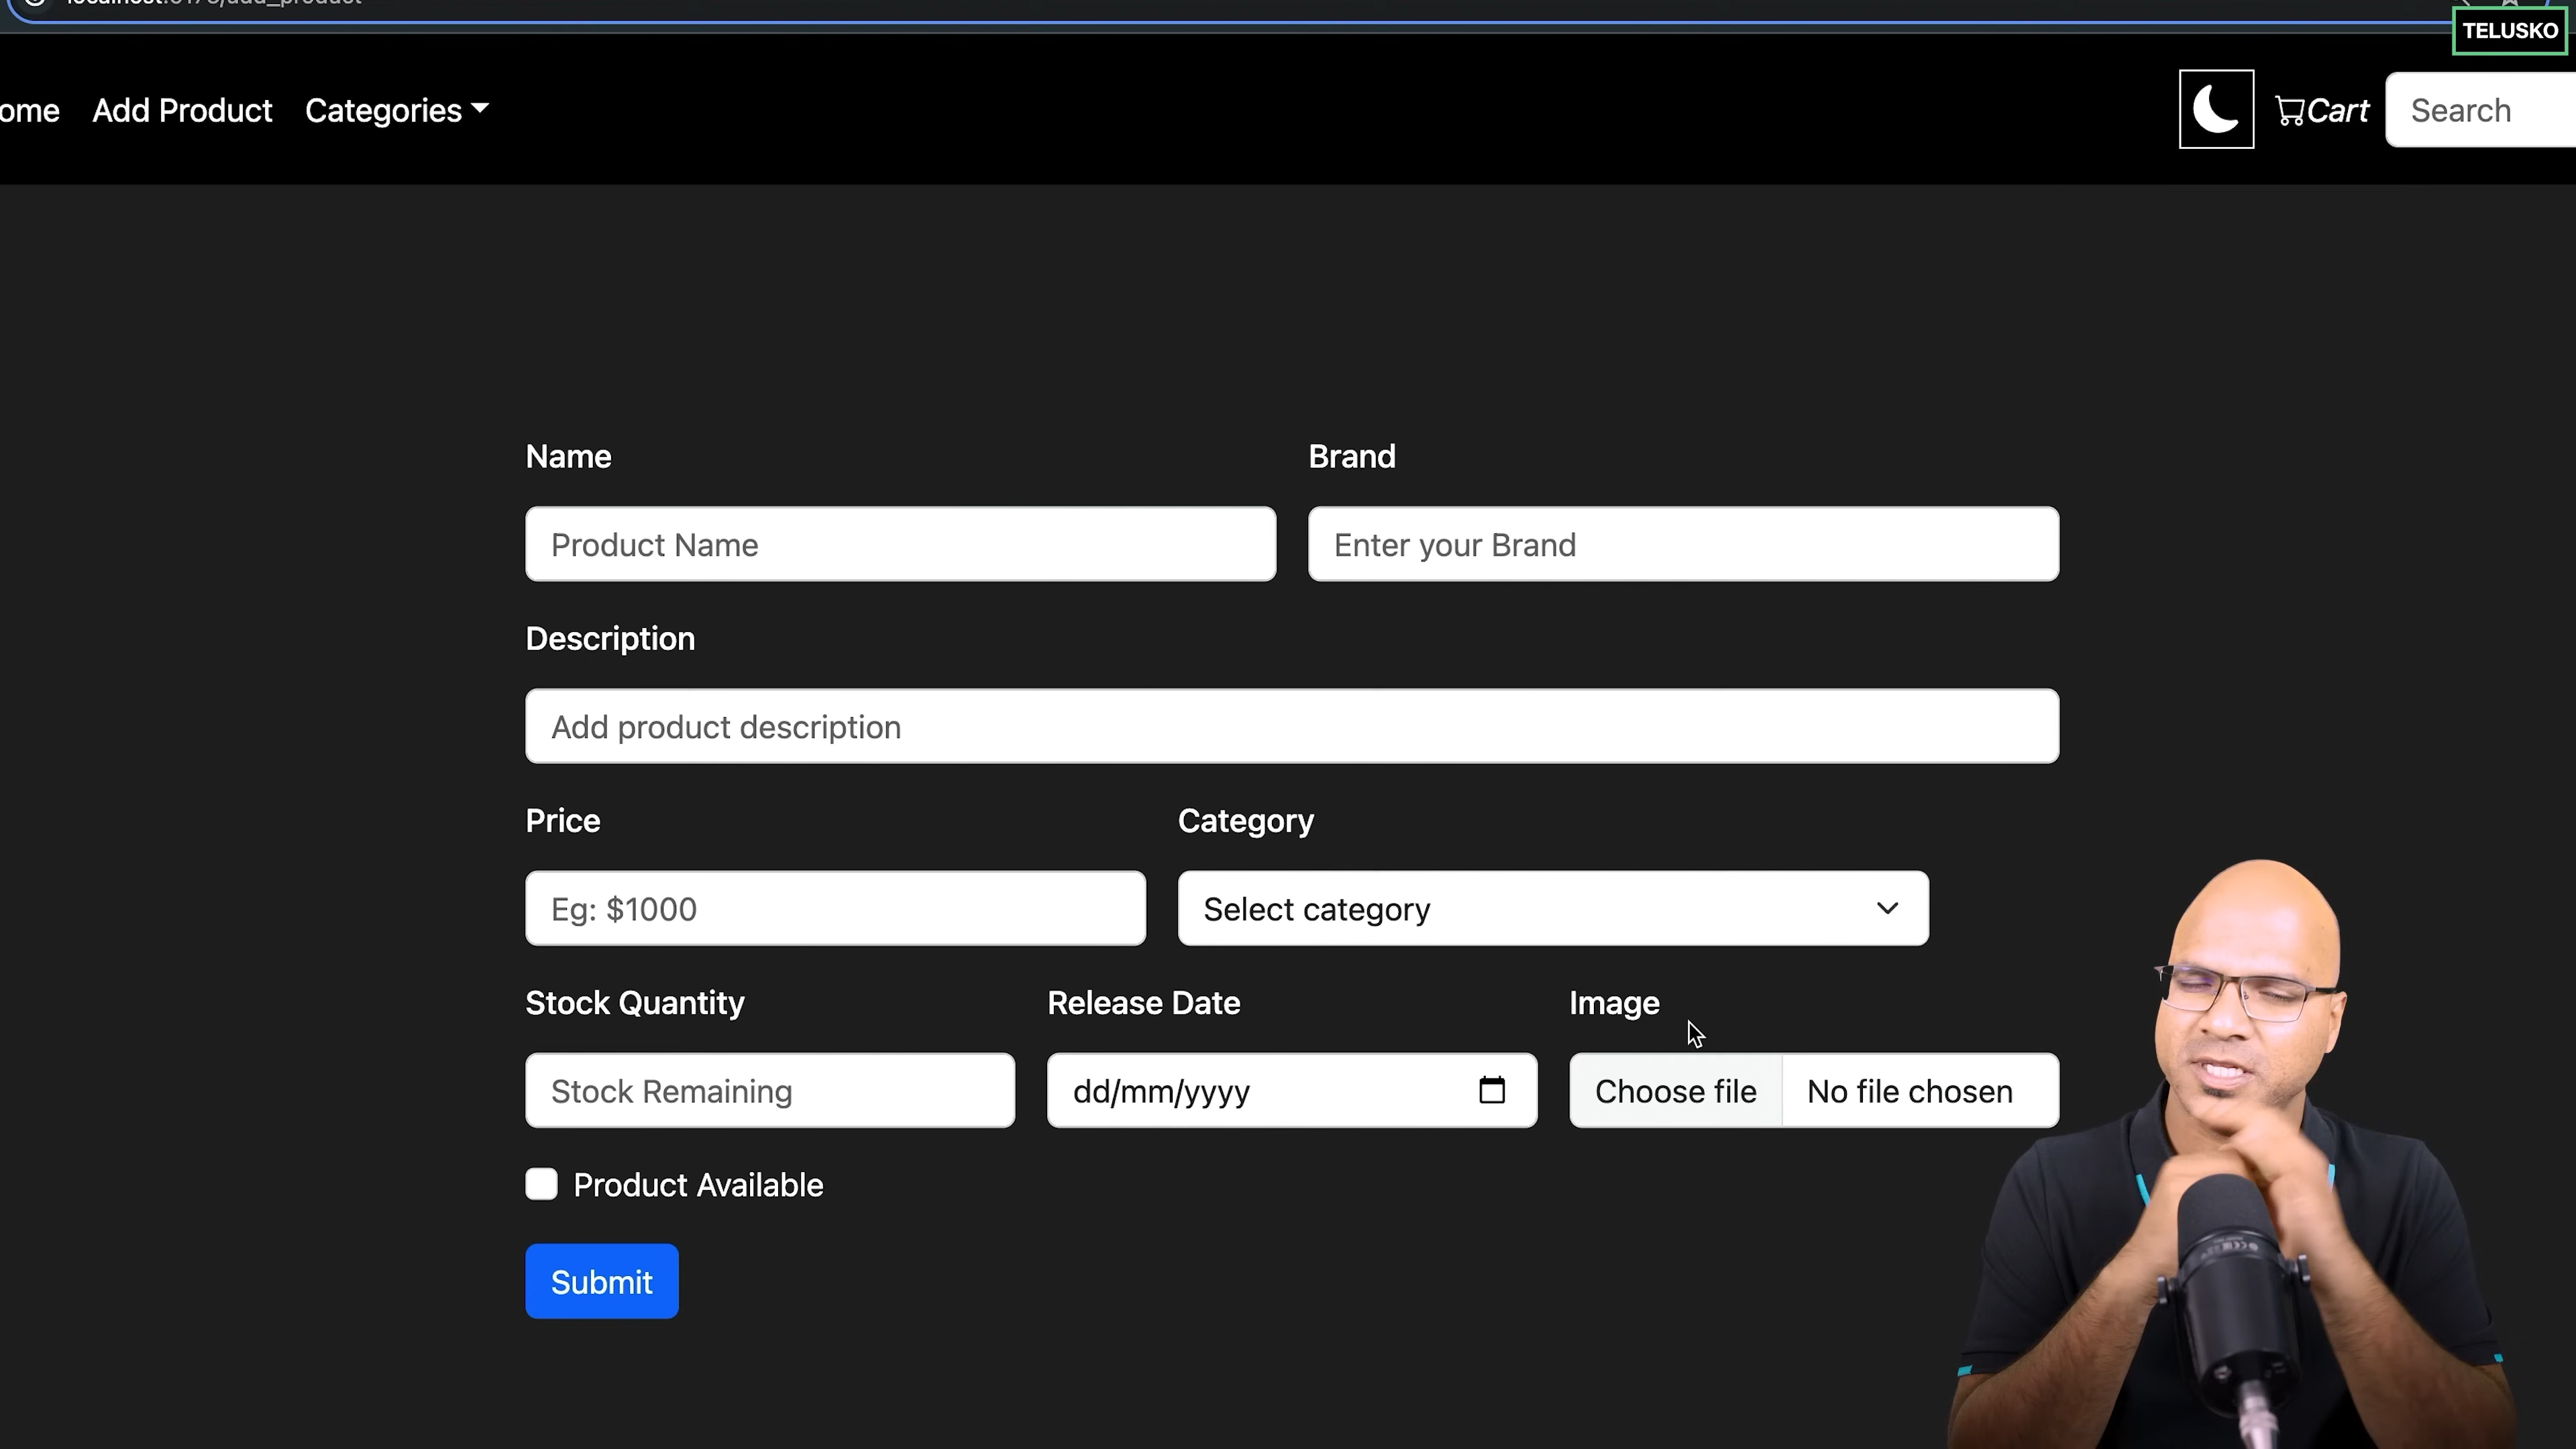 TELUSKO
ome Add Product Categories Cart Search
Name Brand
Product Name Enter your Brand
Description
Add product description
Price Category
Eg: $1000 Select category
Stock Quantity Release Date Image
Stock Remaining dd/mm/yyyy Choose file No file chosen
Product Available
Submit